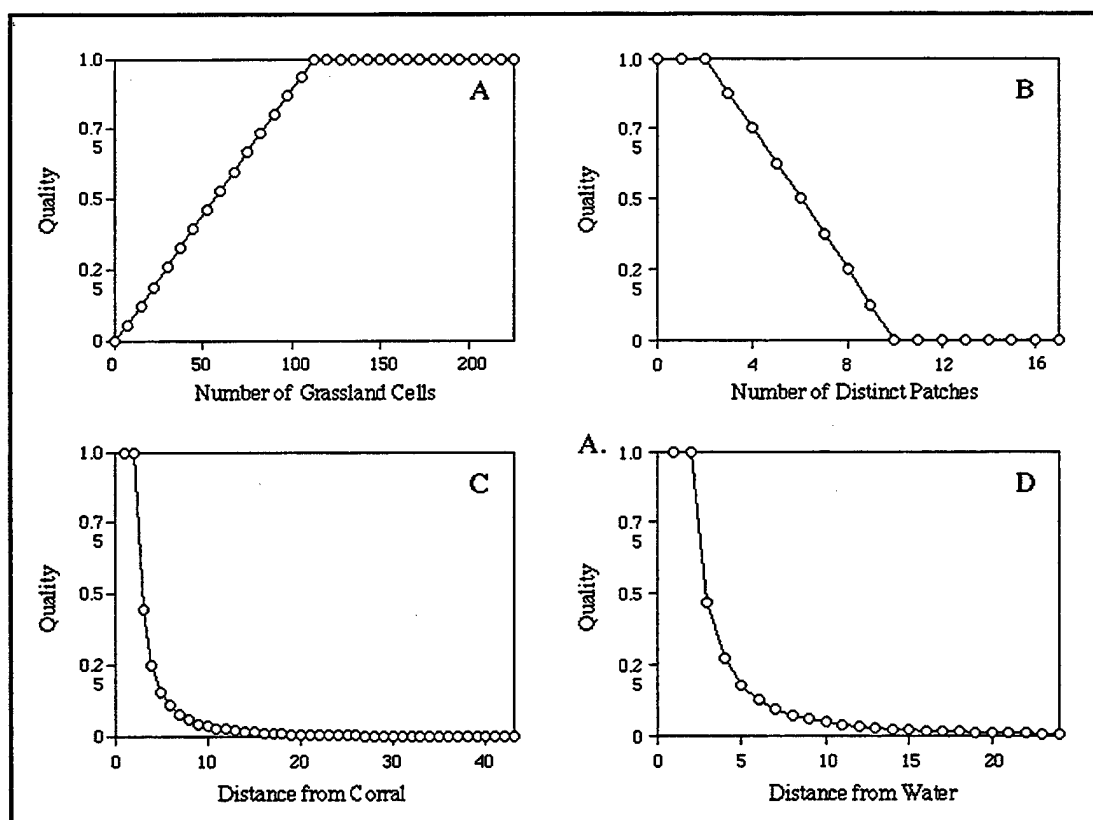 1.0
0.7
5
0.5
0.2
5
0
Quality
A
0 50 100 150 200
Number of Grassland Cells
1.0
0.7
5
0.5
0.2
5
0
Quality
B
0 4 8 12 16
Number of Distinct Patches
1.0
0.7
5
0.5
0.2
5
0
Quality
C
0 10 20 30 40
Distance from Corral
A.
1.0
0.7
5
0.5
0.2
5
0
Quality
D
0 5 10 15 20
Distance from Water